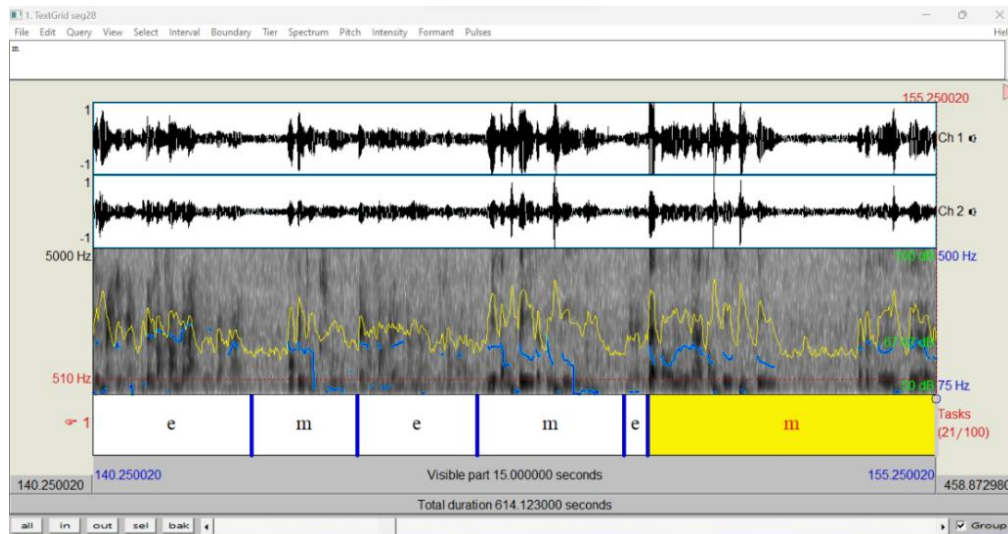 1. TextGrid seg28
File Edit Query View Select Interval Boundary Tier Spectrum Pitch Intensity Formant Pulses Hel
m
155.250020
1
Ch 1
-1
1
Ch 2
-1
5000 Hz
100 dB
500 Hz
510 Hz
75 Hz
1
e m e m e m
Tasks
(21/100)
140.250020
Visible part 15.000000 seconds
155.250020
140.250020
458.872980
Total duration 614.123000 seconds
all in out sel bak
Group